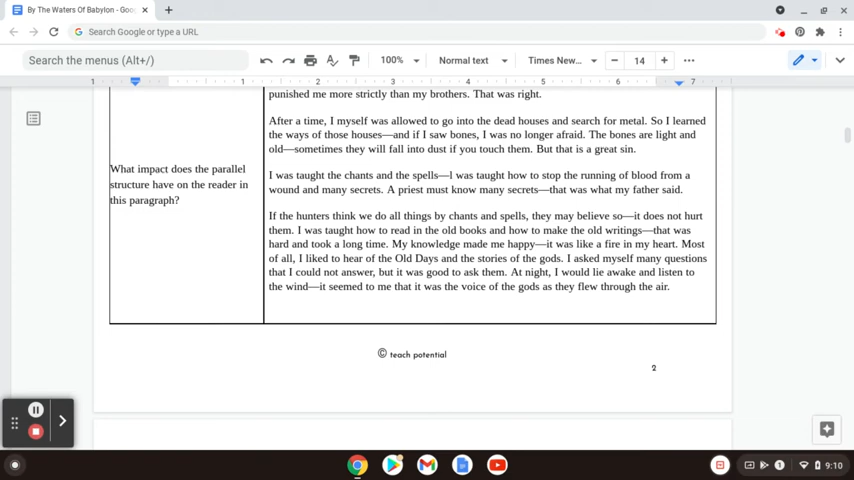 By The Waters Of Babylon - Goo
Search Google or type a URL
Search the menus (Alt+/)
100%
Normal text
Times New...
14
1 1 2 3 4 5 6 7
punished me more strictly than my brothers. That was right.
After a time, I myself was allowed to go into the dead houses and search for metal. So I learned
the ways of those houses—and if I saw bones, I was no longer afraid. The bones are light and
old—sometimes they will fall into dust if you touch them. But that is a great sin.
What impact does the parallel
structure have on the reader in
this paragraph?
I was taught the chants and the spells—l was taught how to stop the running of blood from a
wound and many secrets. A priest must know many secrets—that was what my father said.
If the hunters think we do all things by chants and spells, they may believe so—it does not hurt
them. I was taught how to read in the old books and how to make the old writings—that was
hard and took a long time. My knowledge made me happy—it was like a fire in my heart. Most
of all, I liked to hear of the Old Days and the stories of the gods. I asked myself many questions
that I could not answer, but it was good to ask them. At night, I would lie awake and listen to
the wind—it seemed to me that it was the voice of the gods as they flew through the air.
© teach potential
2
1
9:10